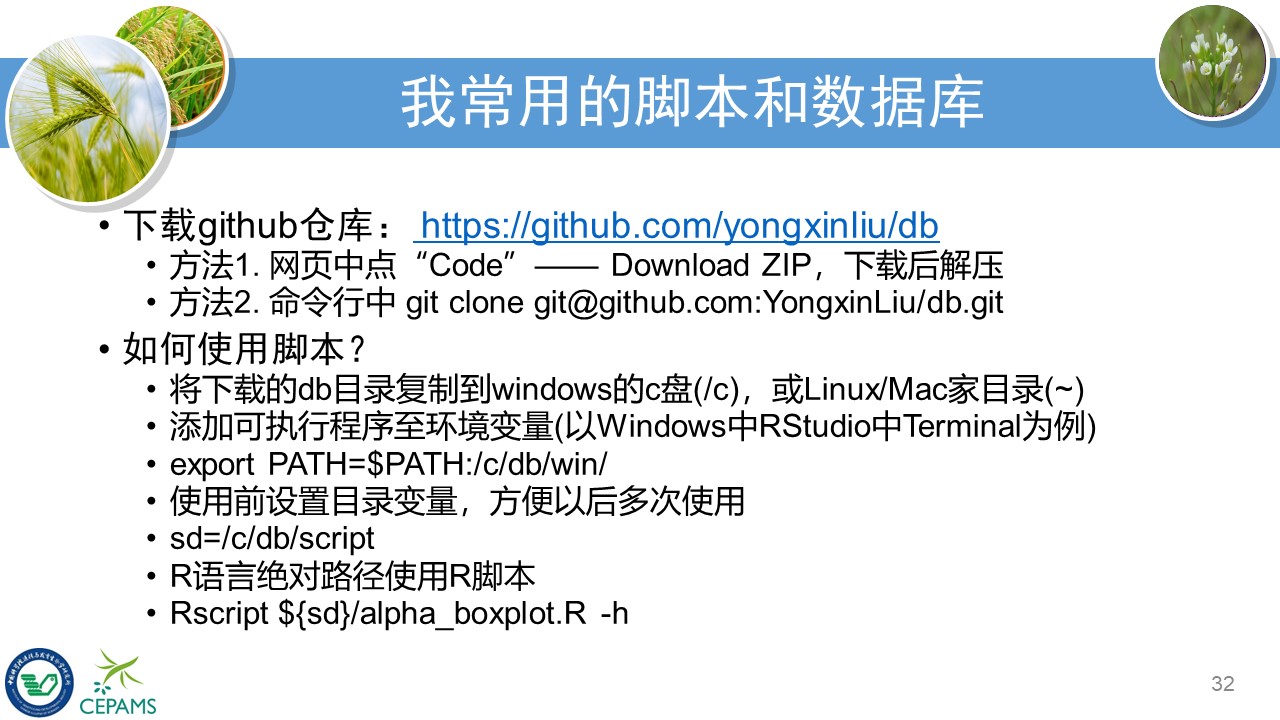 我常用的脚本和数据库
• 下载github仓库： https://github.com/yongxinliu/db
• 方法1. 网页中点“Code”—— Download ZIP，下载后解压
• 方法2. 命令行中 git clone git@github.com:YongxinLiu/db.git
• 如何使用脚本？
• 将下载的db目录复制到windows的c盘(/c)，或Linux/Mac家目录(~)
• 添加可执行程序至环境变量(以Windows中RStudio中Terminal为例)
• export PATH=$PATH:/c/db/win/
• 使用前设置目录变量，方便以后多次使用
• sd=/c/db/script
• R语言绝对路径使用R脚本
• Rscript ${sd}/alpha_boxplot.R -h
CEPAMS
32